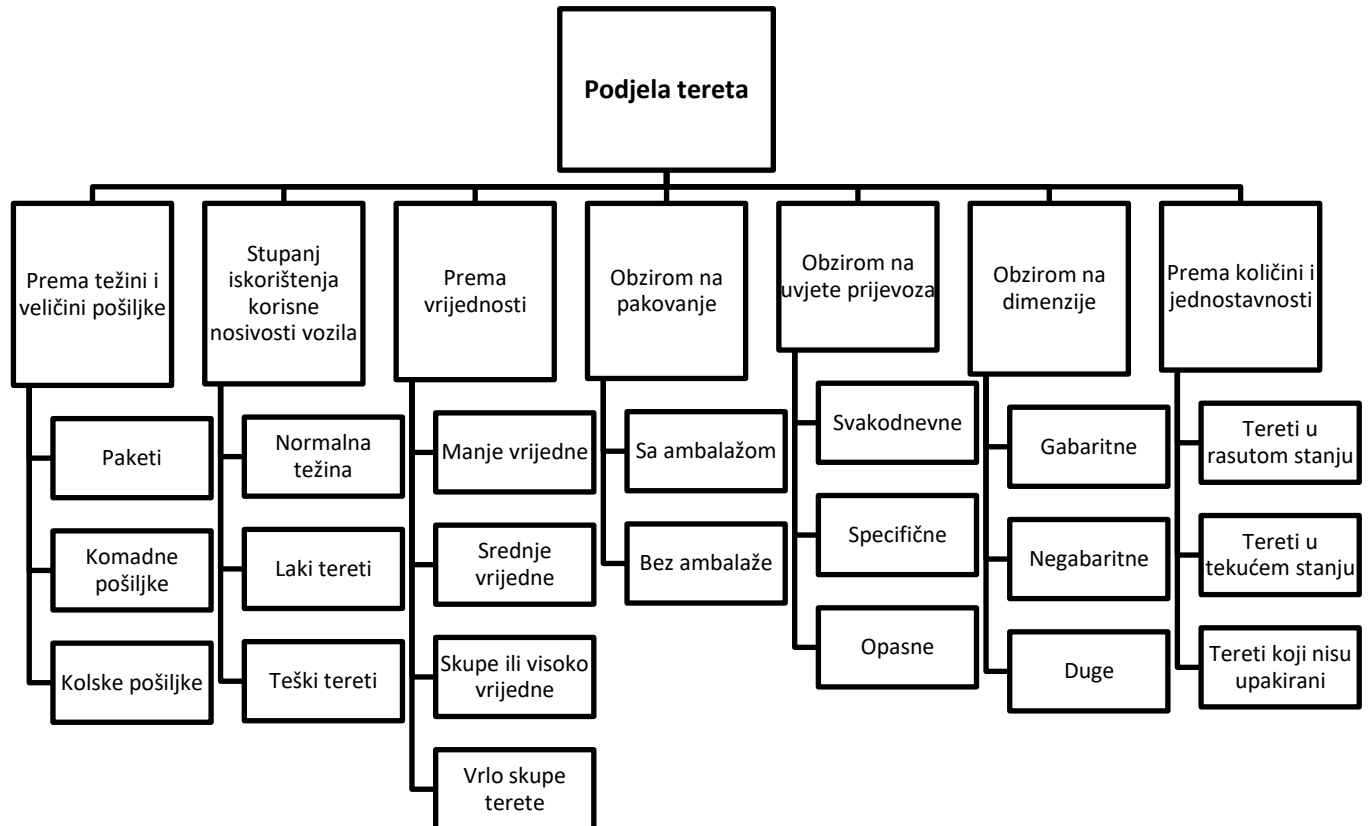 Podjela tereta
Prema težini i
veličini pošiljke
Paketi
Komadne
pošiljke
Kolske pošiljke
Stupanj
iskorištenja
korisne
nosivosti vozila
Normalna
težina
Laki tereti
Teški tereti
Prema
vrijednosti
Manje vrijedne
Srednje
vrijedne
Skupe ili visoko
vrijedne
Vrlo skupe
terete
Obzirom na
pakovanje
Sa ambalažom
Bez ambalaže
Obzirom na
uvjete prijevoza
Svakodnevne
Specifične
Opasne
Obzirom na
dimenzije
Gabaritne
Negabaritne
Duge
Prema količini i
jednostavnosti
Tereti u
rasutom stanju
Tereti u
tekućem stanju
Tereti koji nisu
upakirani